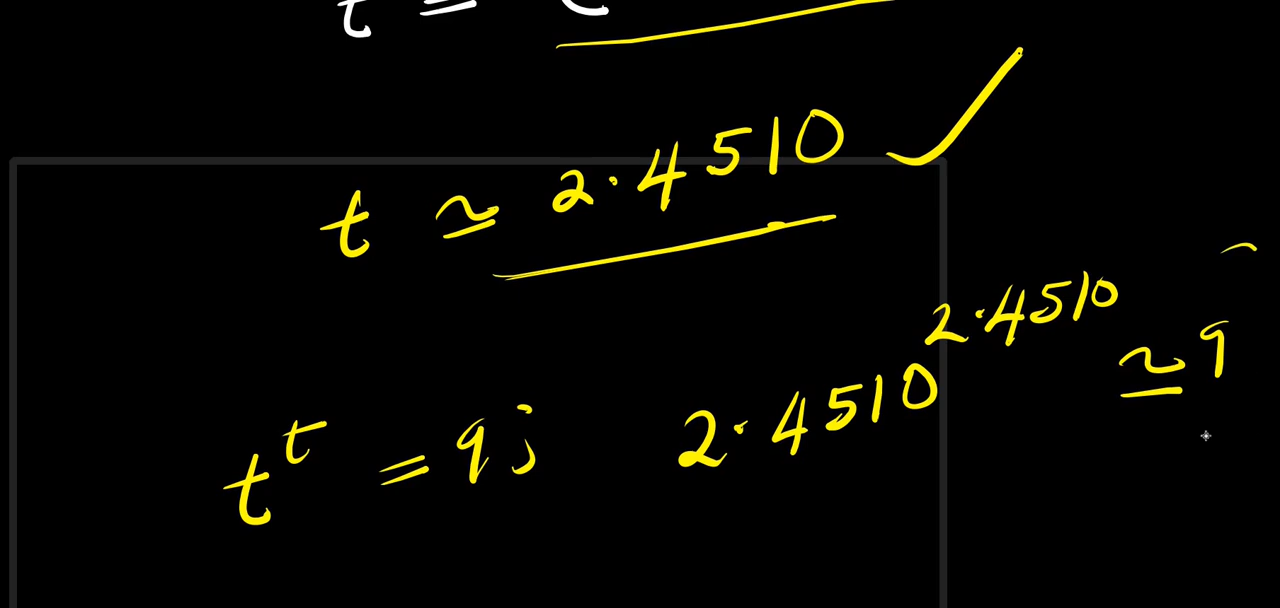 t ≃
t ≃ 2.4510
t^t = 9; 2.4510^2.4510 ≃ 9